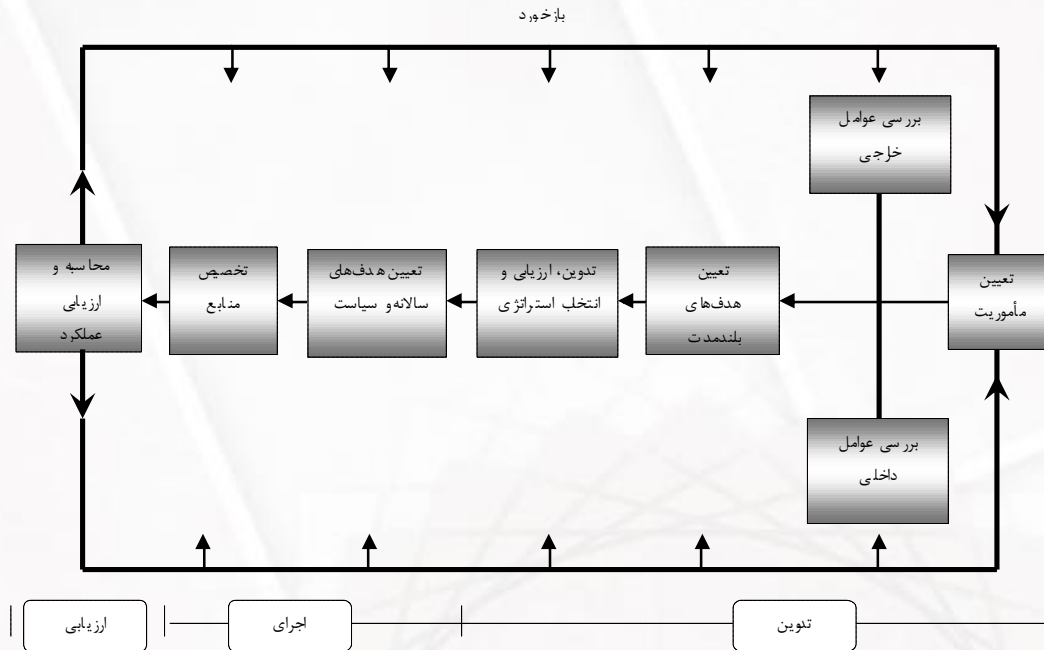 بازخورد
بررسی عوامل
خارجی
تعیین
مأموریت
تعیین
هدف‌های
بلندمدت
تدوین، ارزیابی و
انتخاب استراتژی
تعیین هدف‌های
سالانه و سیاست
تخصیص
منابع
محاسبه و
ارزیابی
عملکرد
بررسی عوامل
داخلی
تدوین
اجرای
ارزیابی